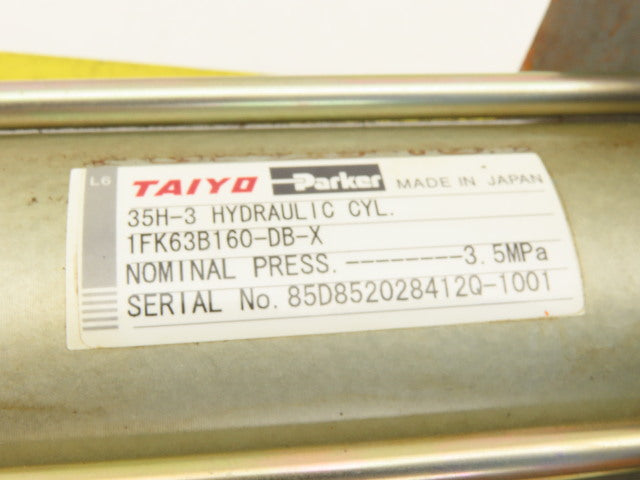 L6 TAIYO Parker MADE IN JAPAN
35H-3 HYDRAULIC CYL.
1FK63B160-DB-X
NOMINAL PRESS.--------3.5MPa
SERIAL No. 85D852028412Q-1001